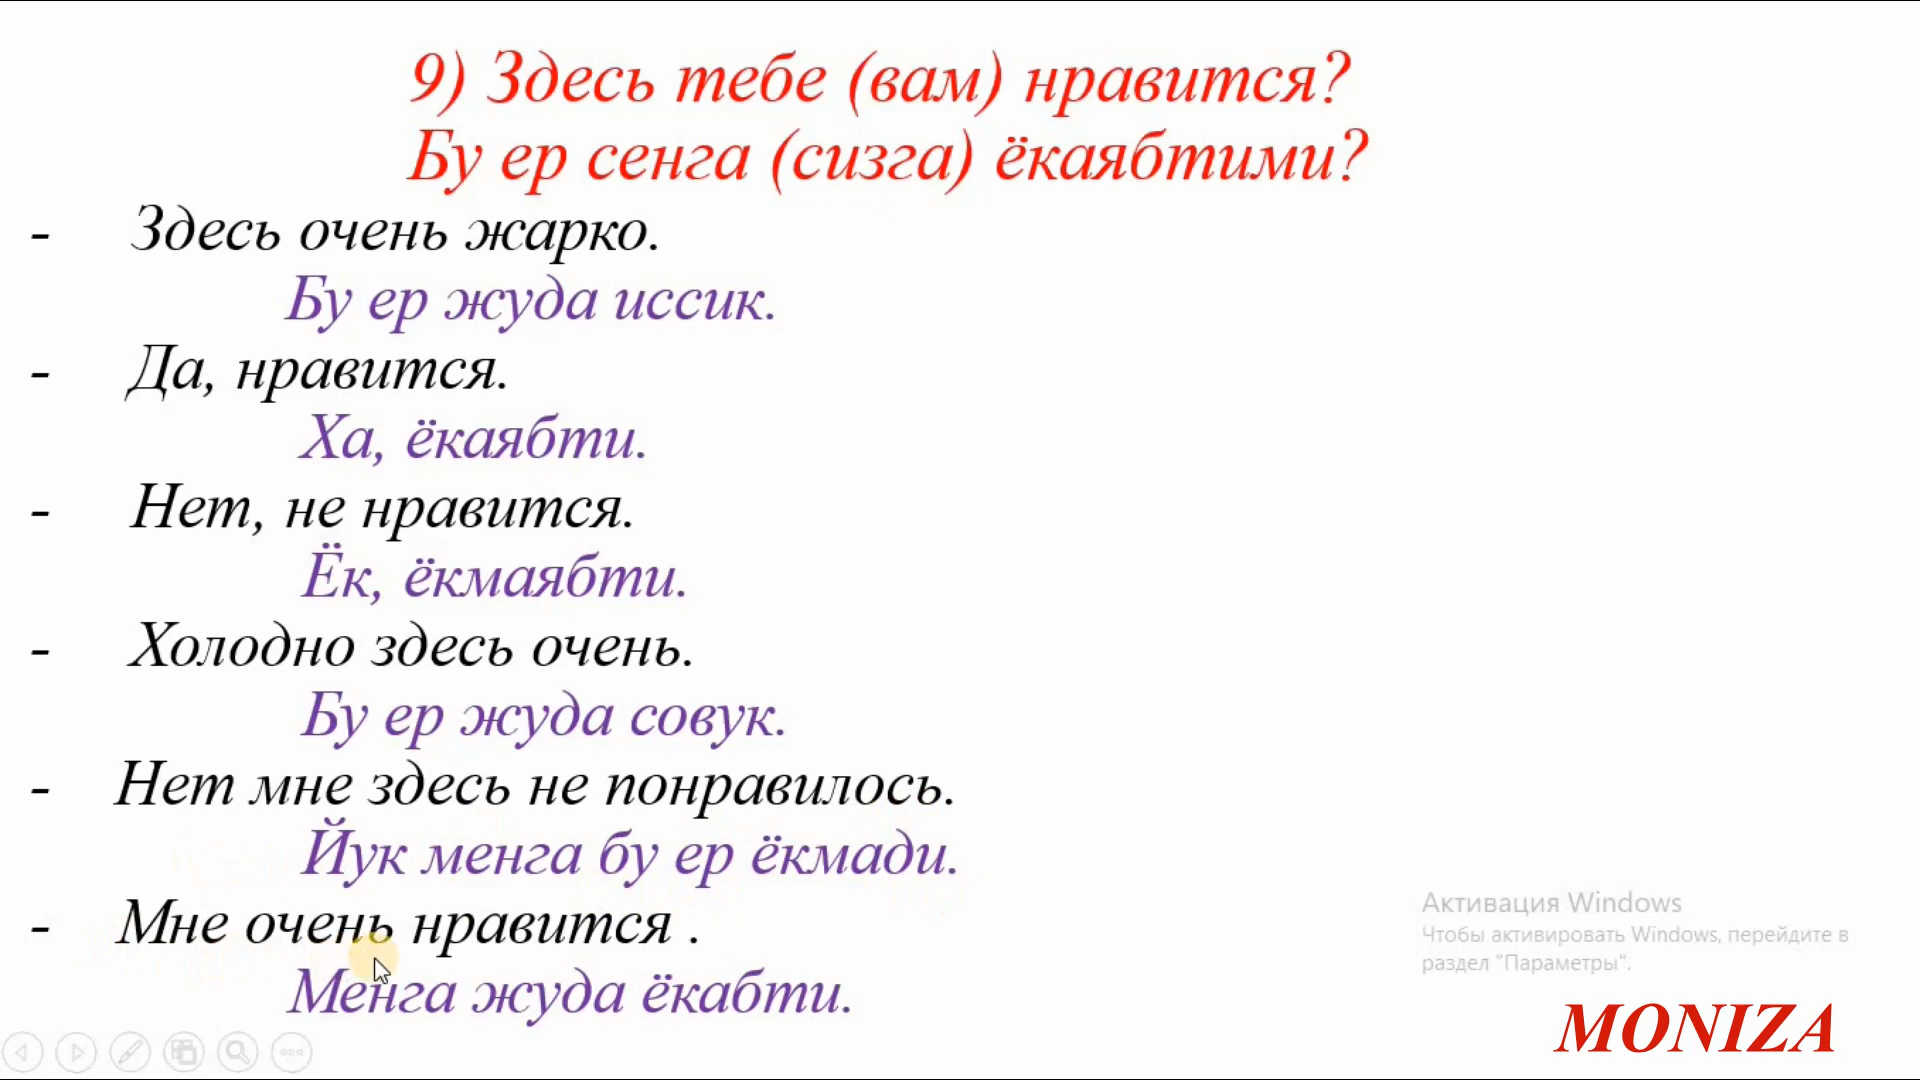 9) Здесь тебе (вам) нравится?
Бу ер сенга (сизга) ёкаябтими?
- Здесь очень жарко.
Бу ер жуда иссик.
- Да, нравится.
Ха, ёкаябти.
- Нет, не нравится.
Ёк, ёкмаябти.
- Холодно здесь очень.
Бу ер жуда совук.
- Нет мне здесь не понравилось.
Йук менга бу ер ёкмади.
- Мне очень нравится .
Менга жуда ёкабти.
Активация Windows
Чтобы активировать Windows, перейдите в
раздел "Параметры".
MONIZA